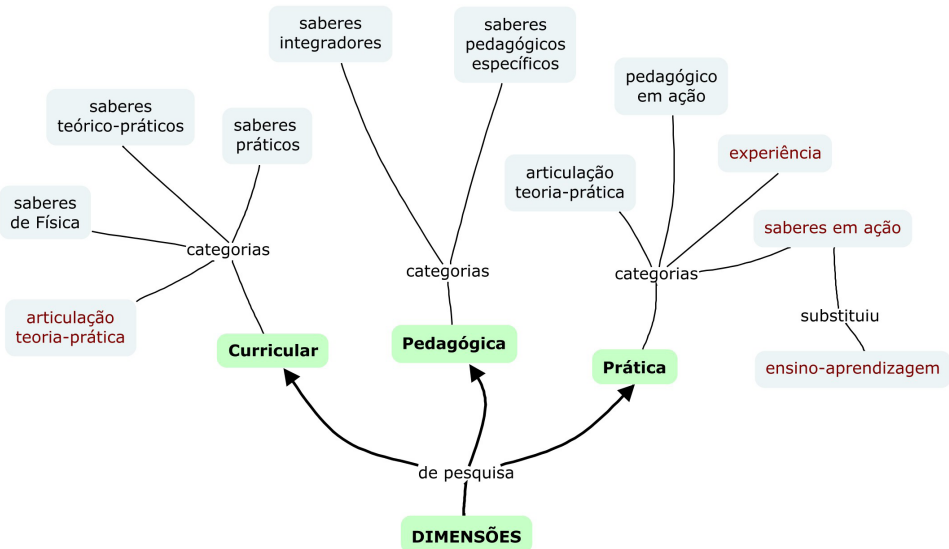 saberes
integradores
saberes
pedagógicos
específicos
pedagógico
em ação
saberes
teórico-práticos
saberes
práticos
experiência
articulação
teoria-prática
saberes
de Física
saberes em ação
categorias
categorias
categorias
articulação
teoria-prática
substituiu
Curricular
Pedagógica
Prática
ensino-aprendizagem
de pesquisa
DIMENSÕES